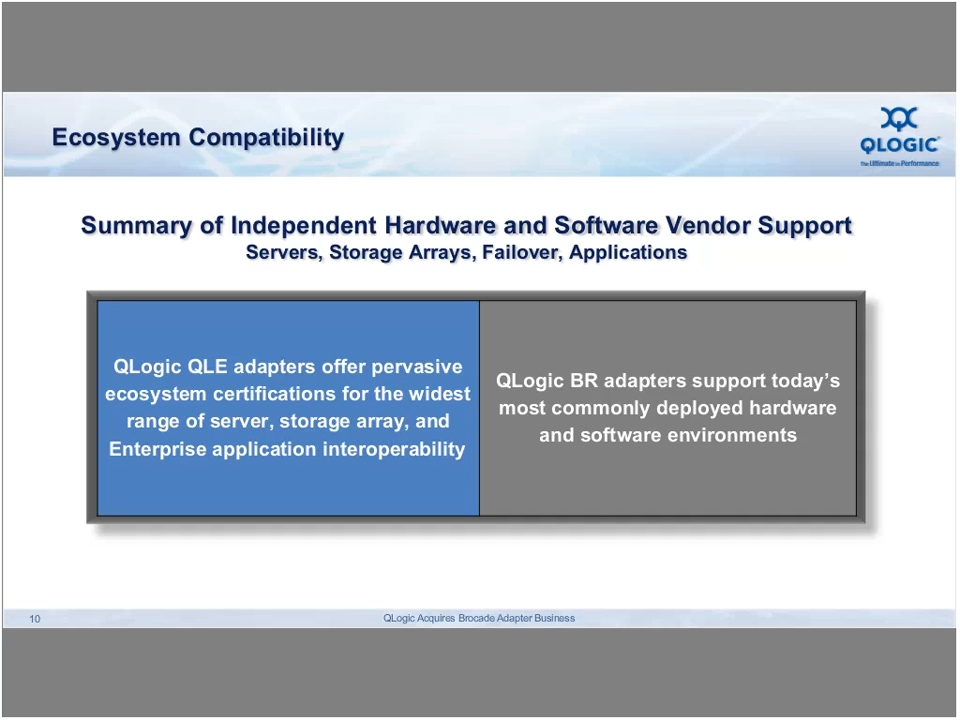 Ecosystem Compatibility
QLOGIC®
The Ultimate in Performance
Summary of Independent Hardware and Software Vendor Support
Servers, Storage Arrays, Failover, Applications
QLogic QLE adapters offer pervasive
ecosystem certifications for the widest
range of server, storage array, and
Enterprise application interoperability
QLogic BR adapters support today’s
most commonly deployed hardware
and software environments
10
QLogic Acquires Brocade Adapter Business